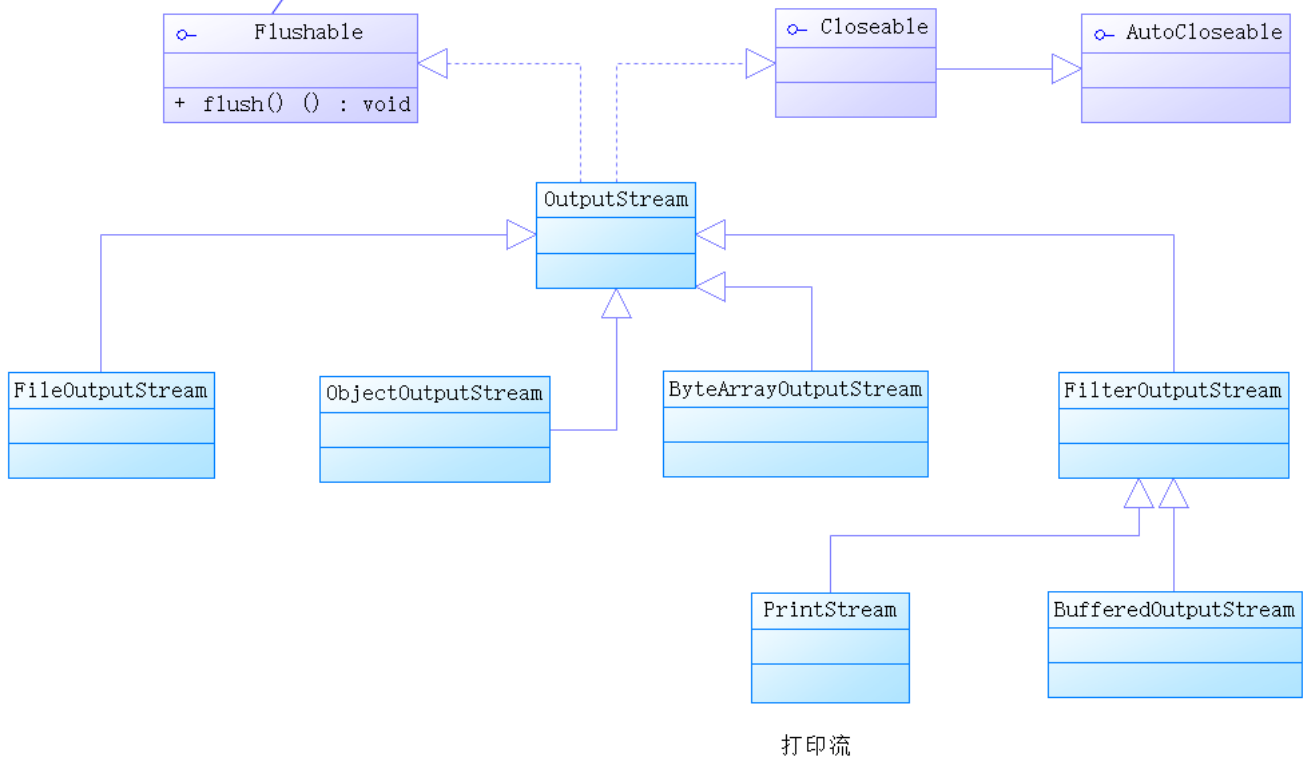 Flushable
Closeable
AutoCloseable
+ flush() () : void
OutputStream
FileOutputStream
ObjectOutputStream
ByteArrayOutputStream
FilterOutputStream
PrintStream
BufferedOutputStream
打印流